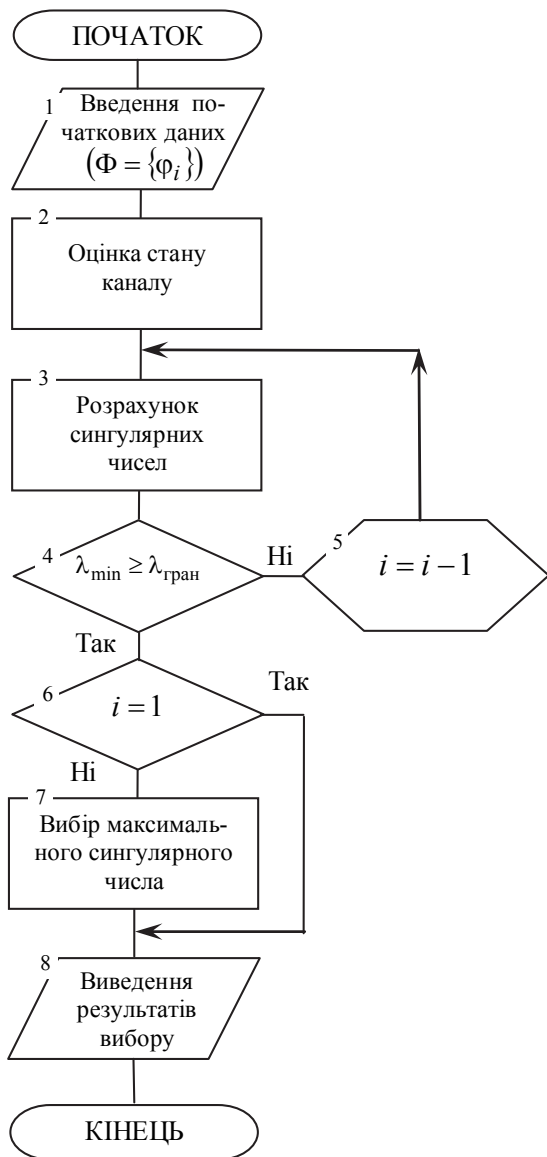 ПОЧАТОК
1
Введення по-
чаткових даних
(Φ = {φᵢ})
2
Оцінка стану
каналу
3
Розрахунок
сингулярних
чисел
4
λmin ≥ λгран
Ні
5
i = i − 1
Так
6
i = 1
Так
Ні
7
Вибір максималь-
ного сингулярного
числа
8
Виведення
результатів
вибору
КІНЕЦЬ